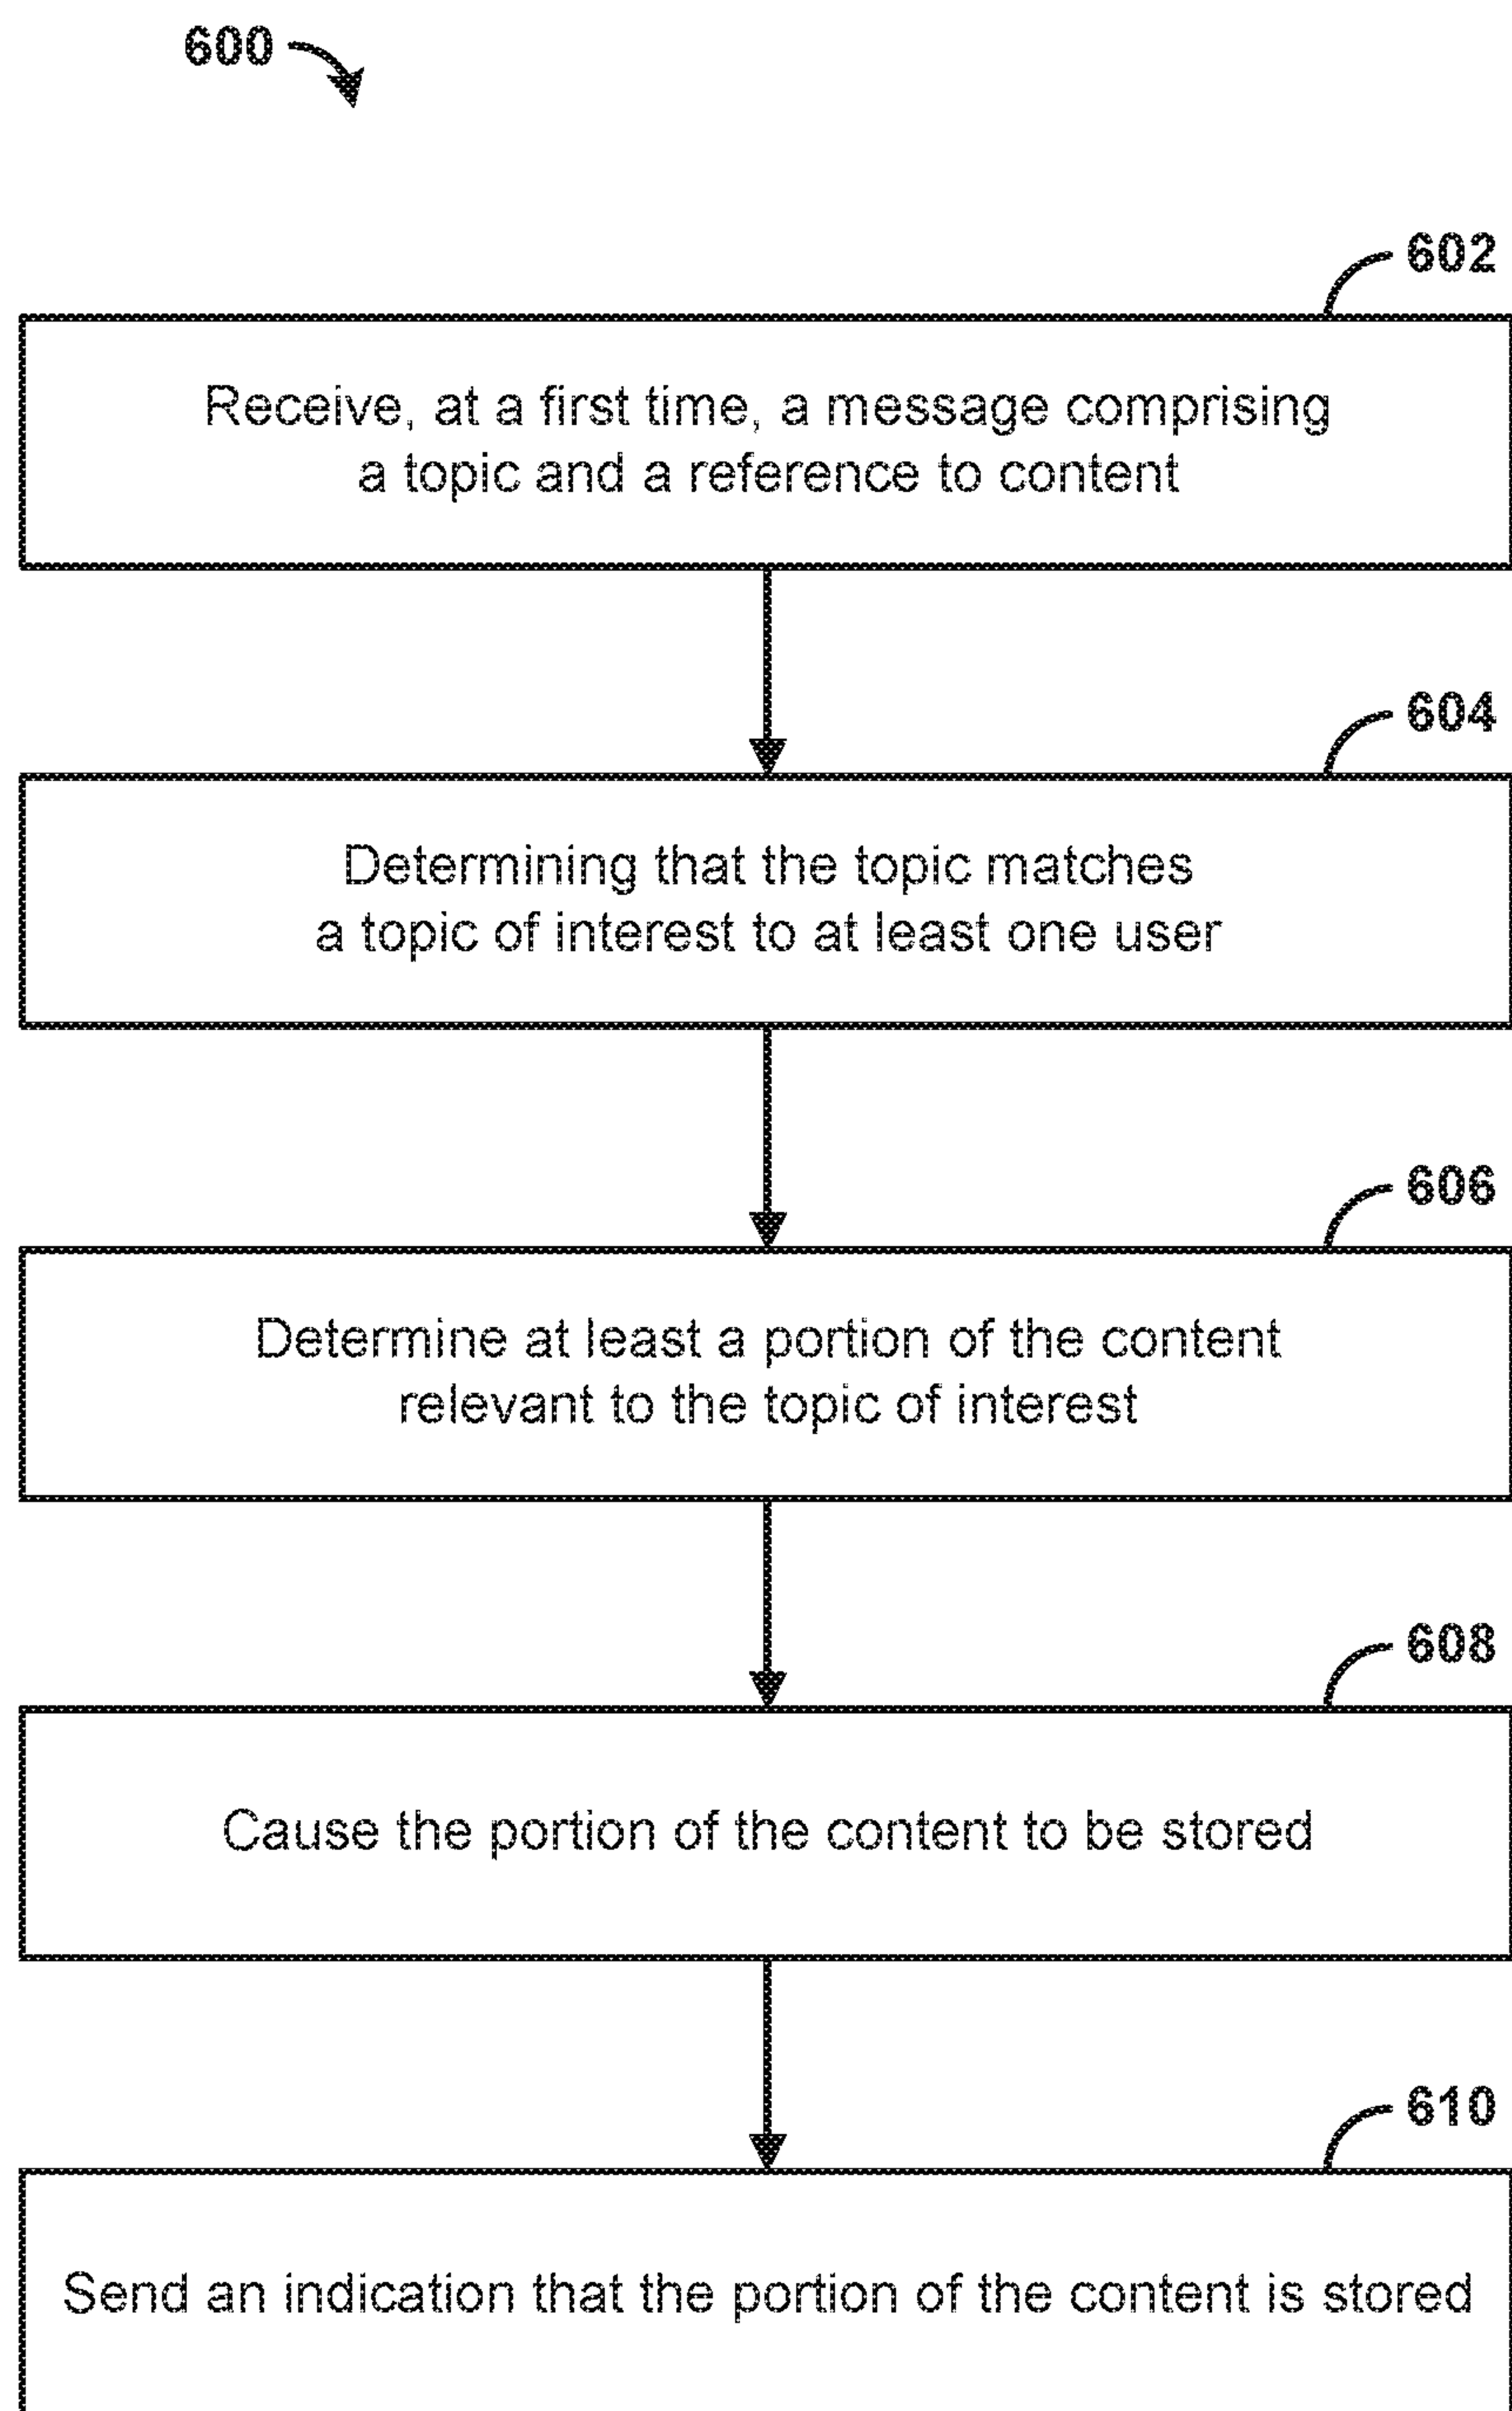 600
602
Receive, at a first time, a message comprising
a topic and a reference to content
604
Determining that the topic matches
a topic of interest to at least one user
606
Determine at least a portion of the content
relevant to the topic of interest
608
Cause the portion of the content to be stored
610
Send an indication that the portion of the content is stored